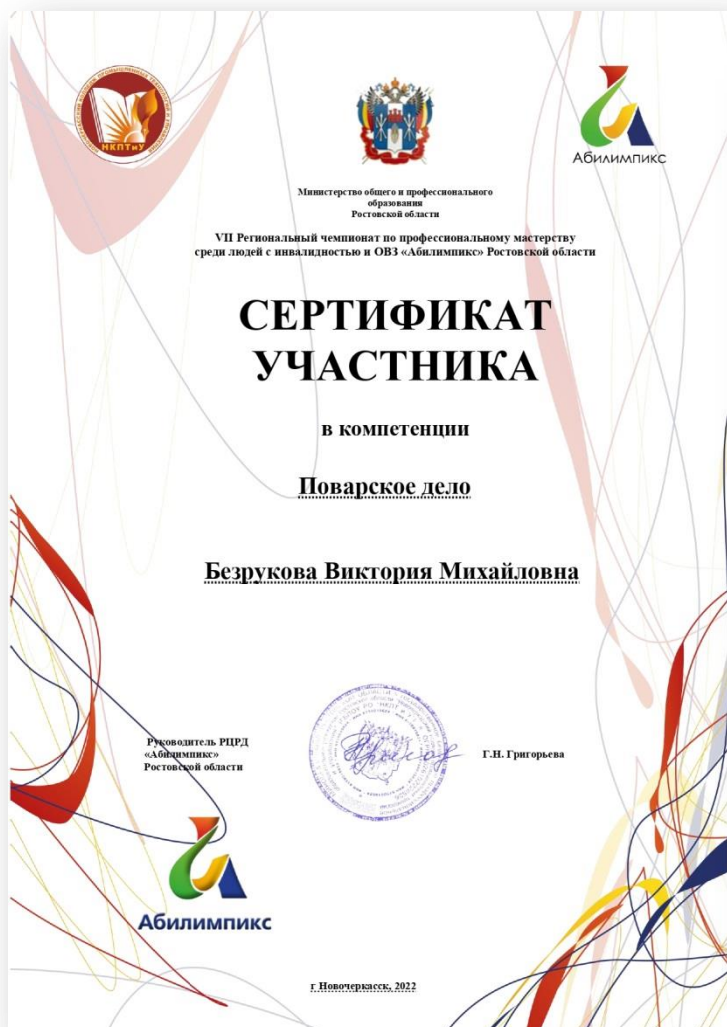 НКПТиУ
Абилимпикс
Министерство общего и профессионального
образования
Ростовской области
VII Региональный чемпионат по профессиональному мастерству
среди людей с инвалидностью и ОВЗ «Абилимпикс» Ростовской области
СЕРТИФИКАТ
УЧАСТНИКА
в компетенции
Поварское дело
Безрукова Виктория Михайловна
Руководитель РЦРД
«Абилимпикс»
Ростовской области
Г.Н. Григорьева
Абилимпикс
г Новочеркасск, 2022